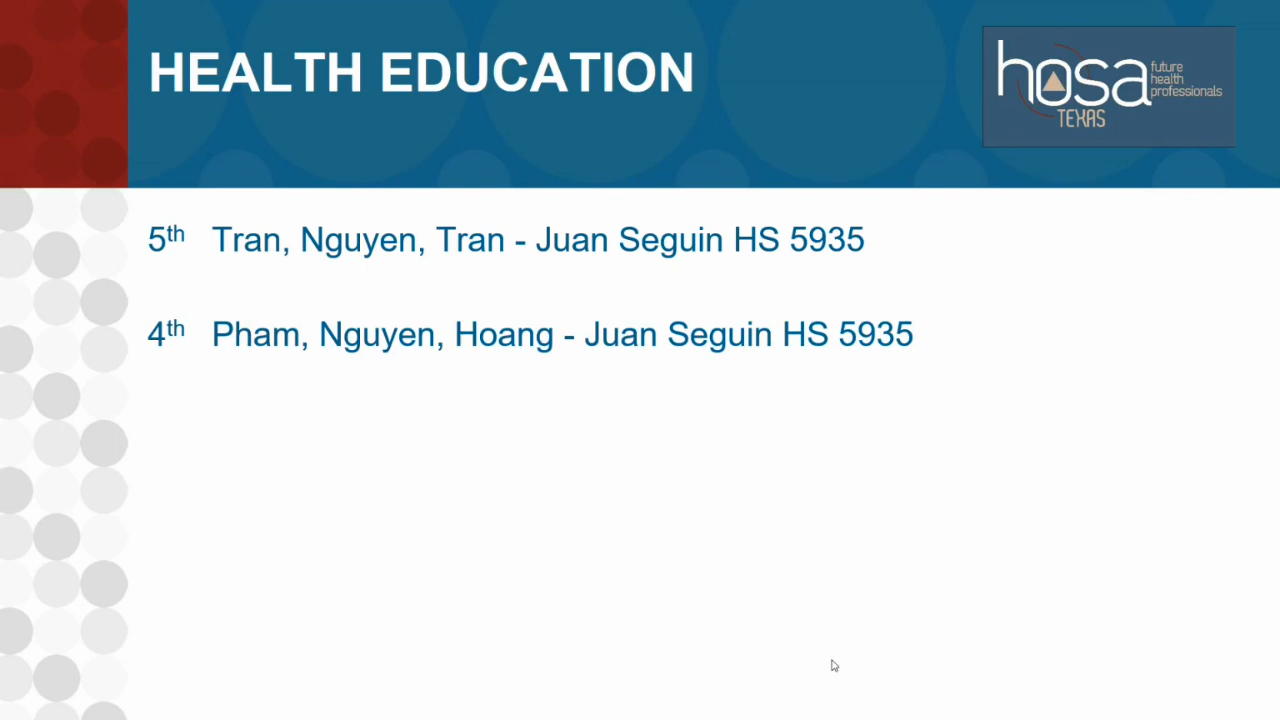 HEALTH EDUCATION
hosa
future
health
professionals
TEXAS
5th Tran, Nguyen, Tran - Juan Seguin HS 5935
4th Pham, Nguyen, Hoang - Juan Seguin HS 5935